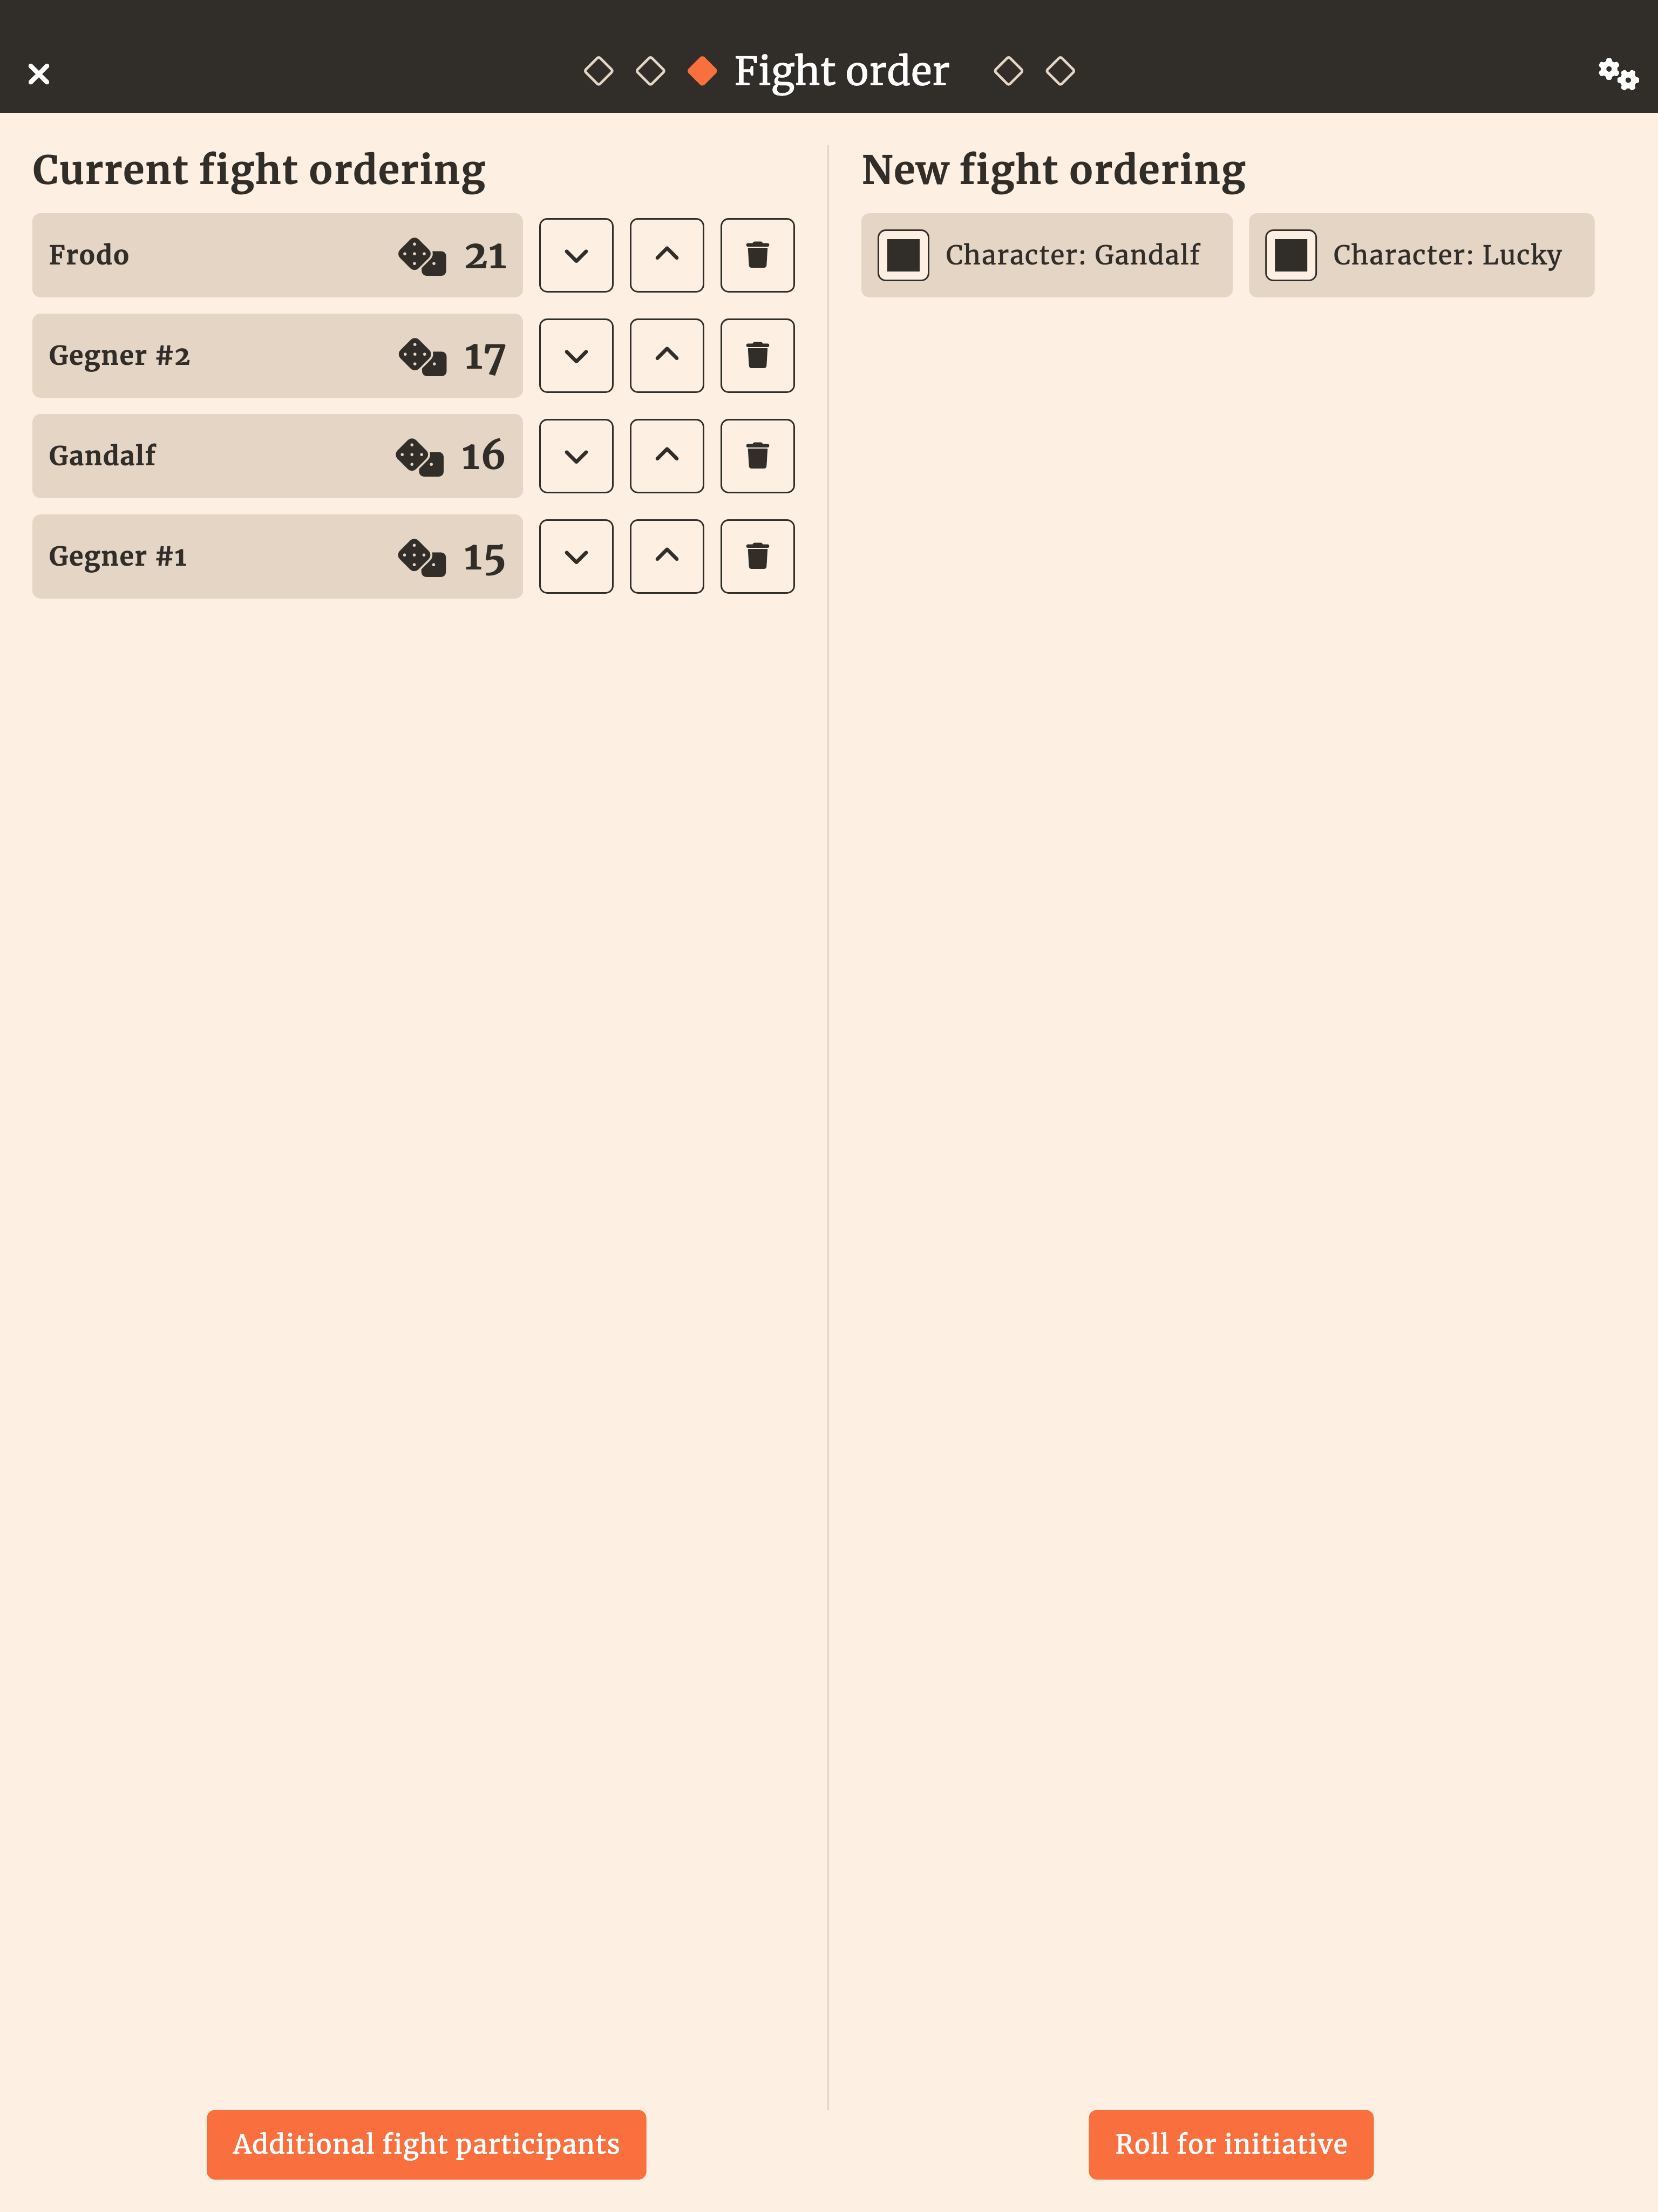 Fight order
Current fight ordering
Frodo 21
Gegner #2 17
Gandalf 16
Gegner #1 15
New fight ordering
Character: Gandalf
Character: Lucky
Additional fight participants
Roll for initiative